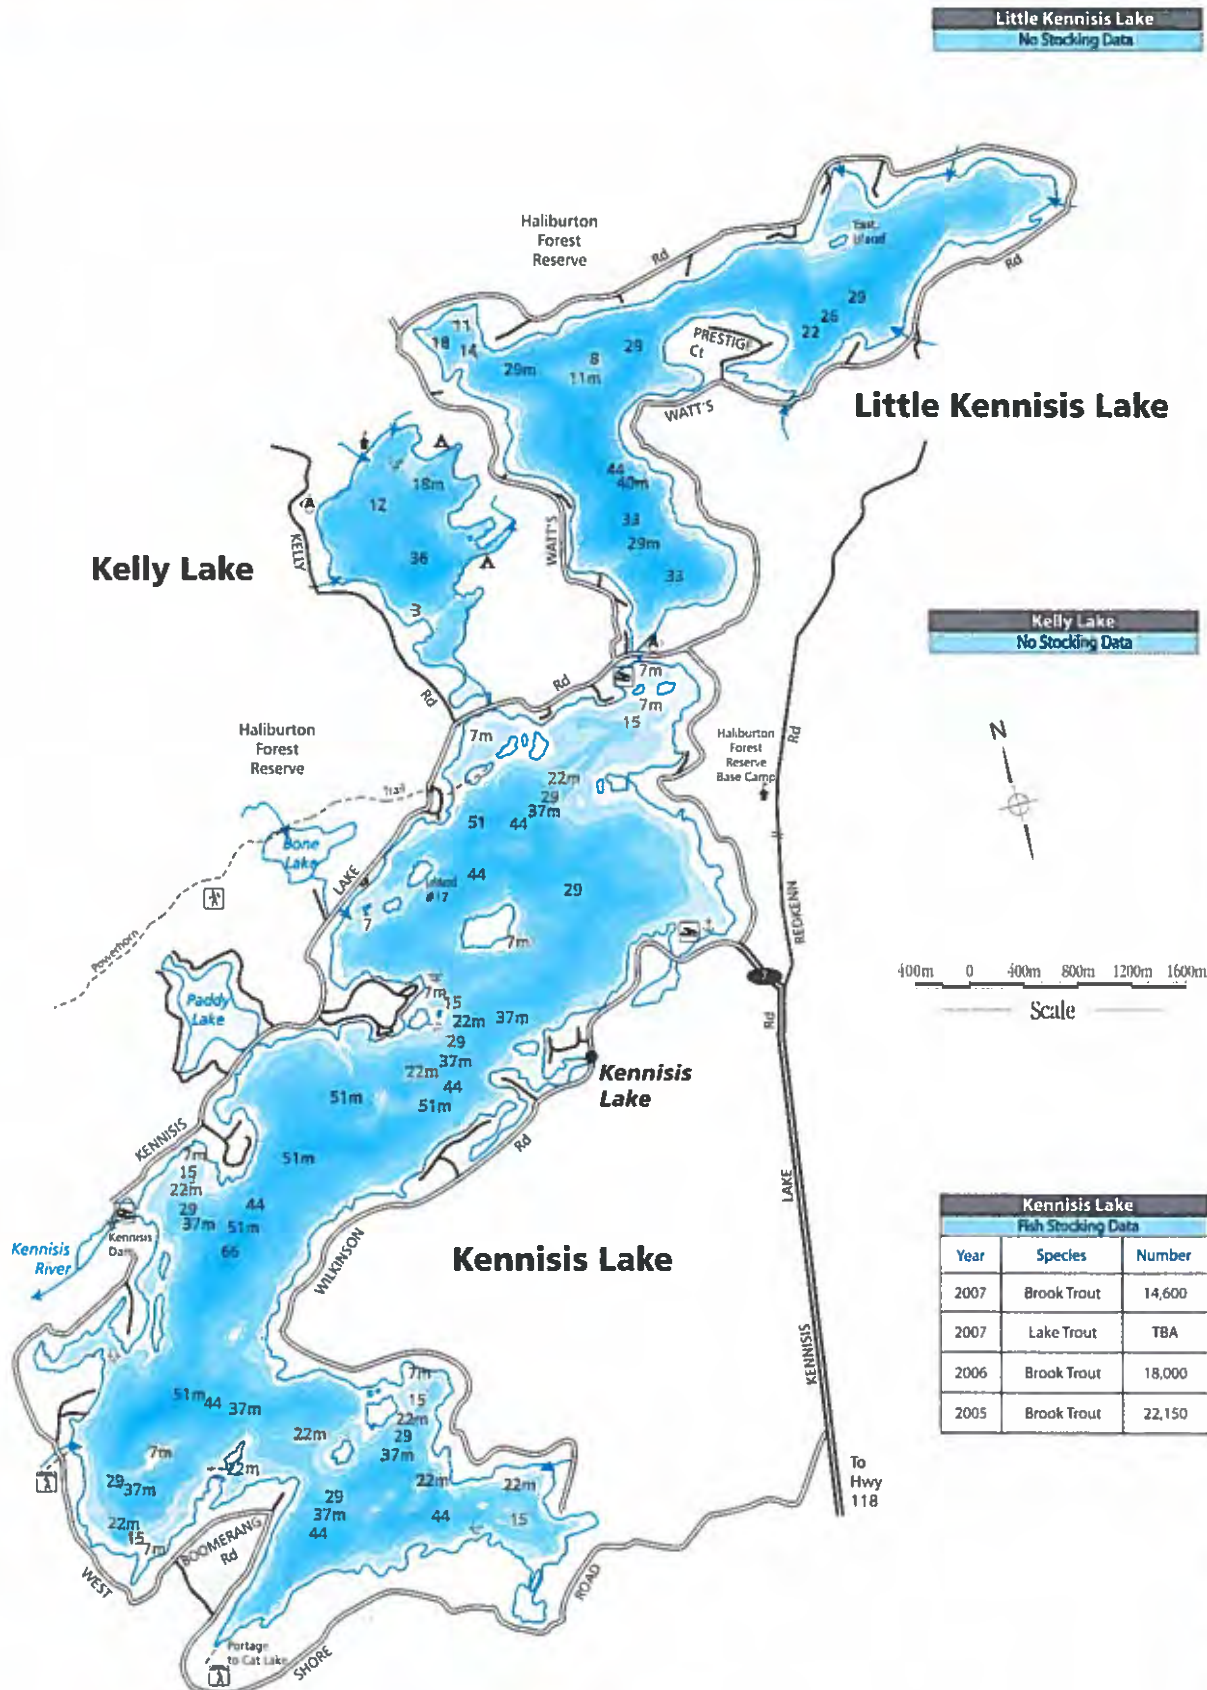 Little Kennisis Lake
No Stocking Data
Haliburton
Forest
Reserve
Rd
East
Island
Rd
29
26
22
11
18
14
29m
8
11m
29
PRESTIGE
Ct
WATT'S
Little Kennisis Lake
44
40m
33
29m
33
WATT'S
18m
12
36
3
KELLY
Kelly Lake
Rd
Rd
Kelly Lake
No Stocking Data
7m
7m
15
7m
Haliburton
Forest
Reserve
Haliburton
Forest
Reserve
Base Camp
Rd
N
22m
29
37m
51
44
Trail
Bone
Lake
LAKE
44
Island
#17
29
7
7m
Powerhorn
REDKENN
400m 0 400m 800m 1200m 1600m
Scale
Paddy
Lake
7m
15
22m
37m
29
37m
22m
44
51m
51m
Rd
Kennisis
Lake
Rd
KENNISIS
7m
15
22m
29
37m
51m
44
51m
66
Kennisis
Dam
Kennisis
River
WILKINSON
Kennisis Lake
LAKE
KENNISIS
Kennisis Lake
Fish Stocking Data
Year Species Number
2007 Brook Trout 14,600
2007 Lake Trout TBA
2006 Brook Trout 18,000
2005 Brook Trout 22,150
51m
44
37m
7m
15
22m
29
37m
22m
7m
22m
29
37m
22m
15
7m
29
37m
44
22m
44
22m
15
To
Hwy
118
BOOMERANG
Rd
WEST
SHORE
ROAD
Portage
to Cat Lake